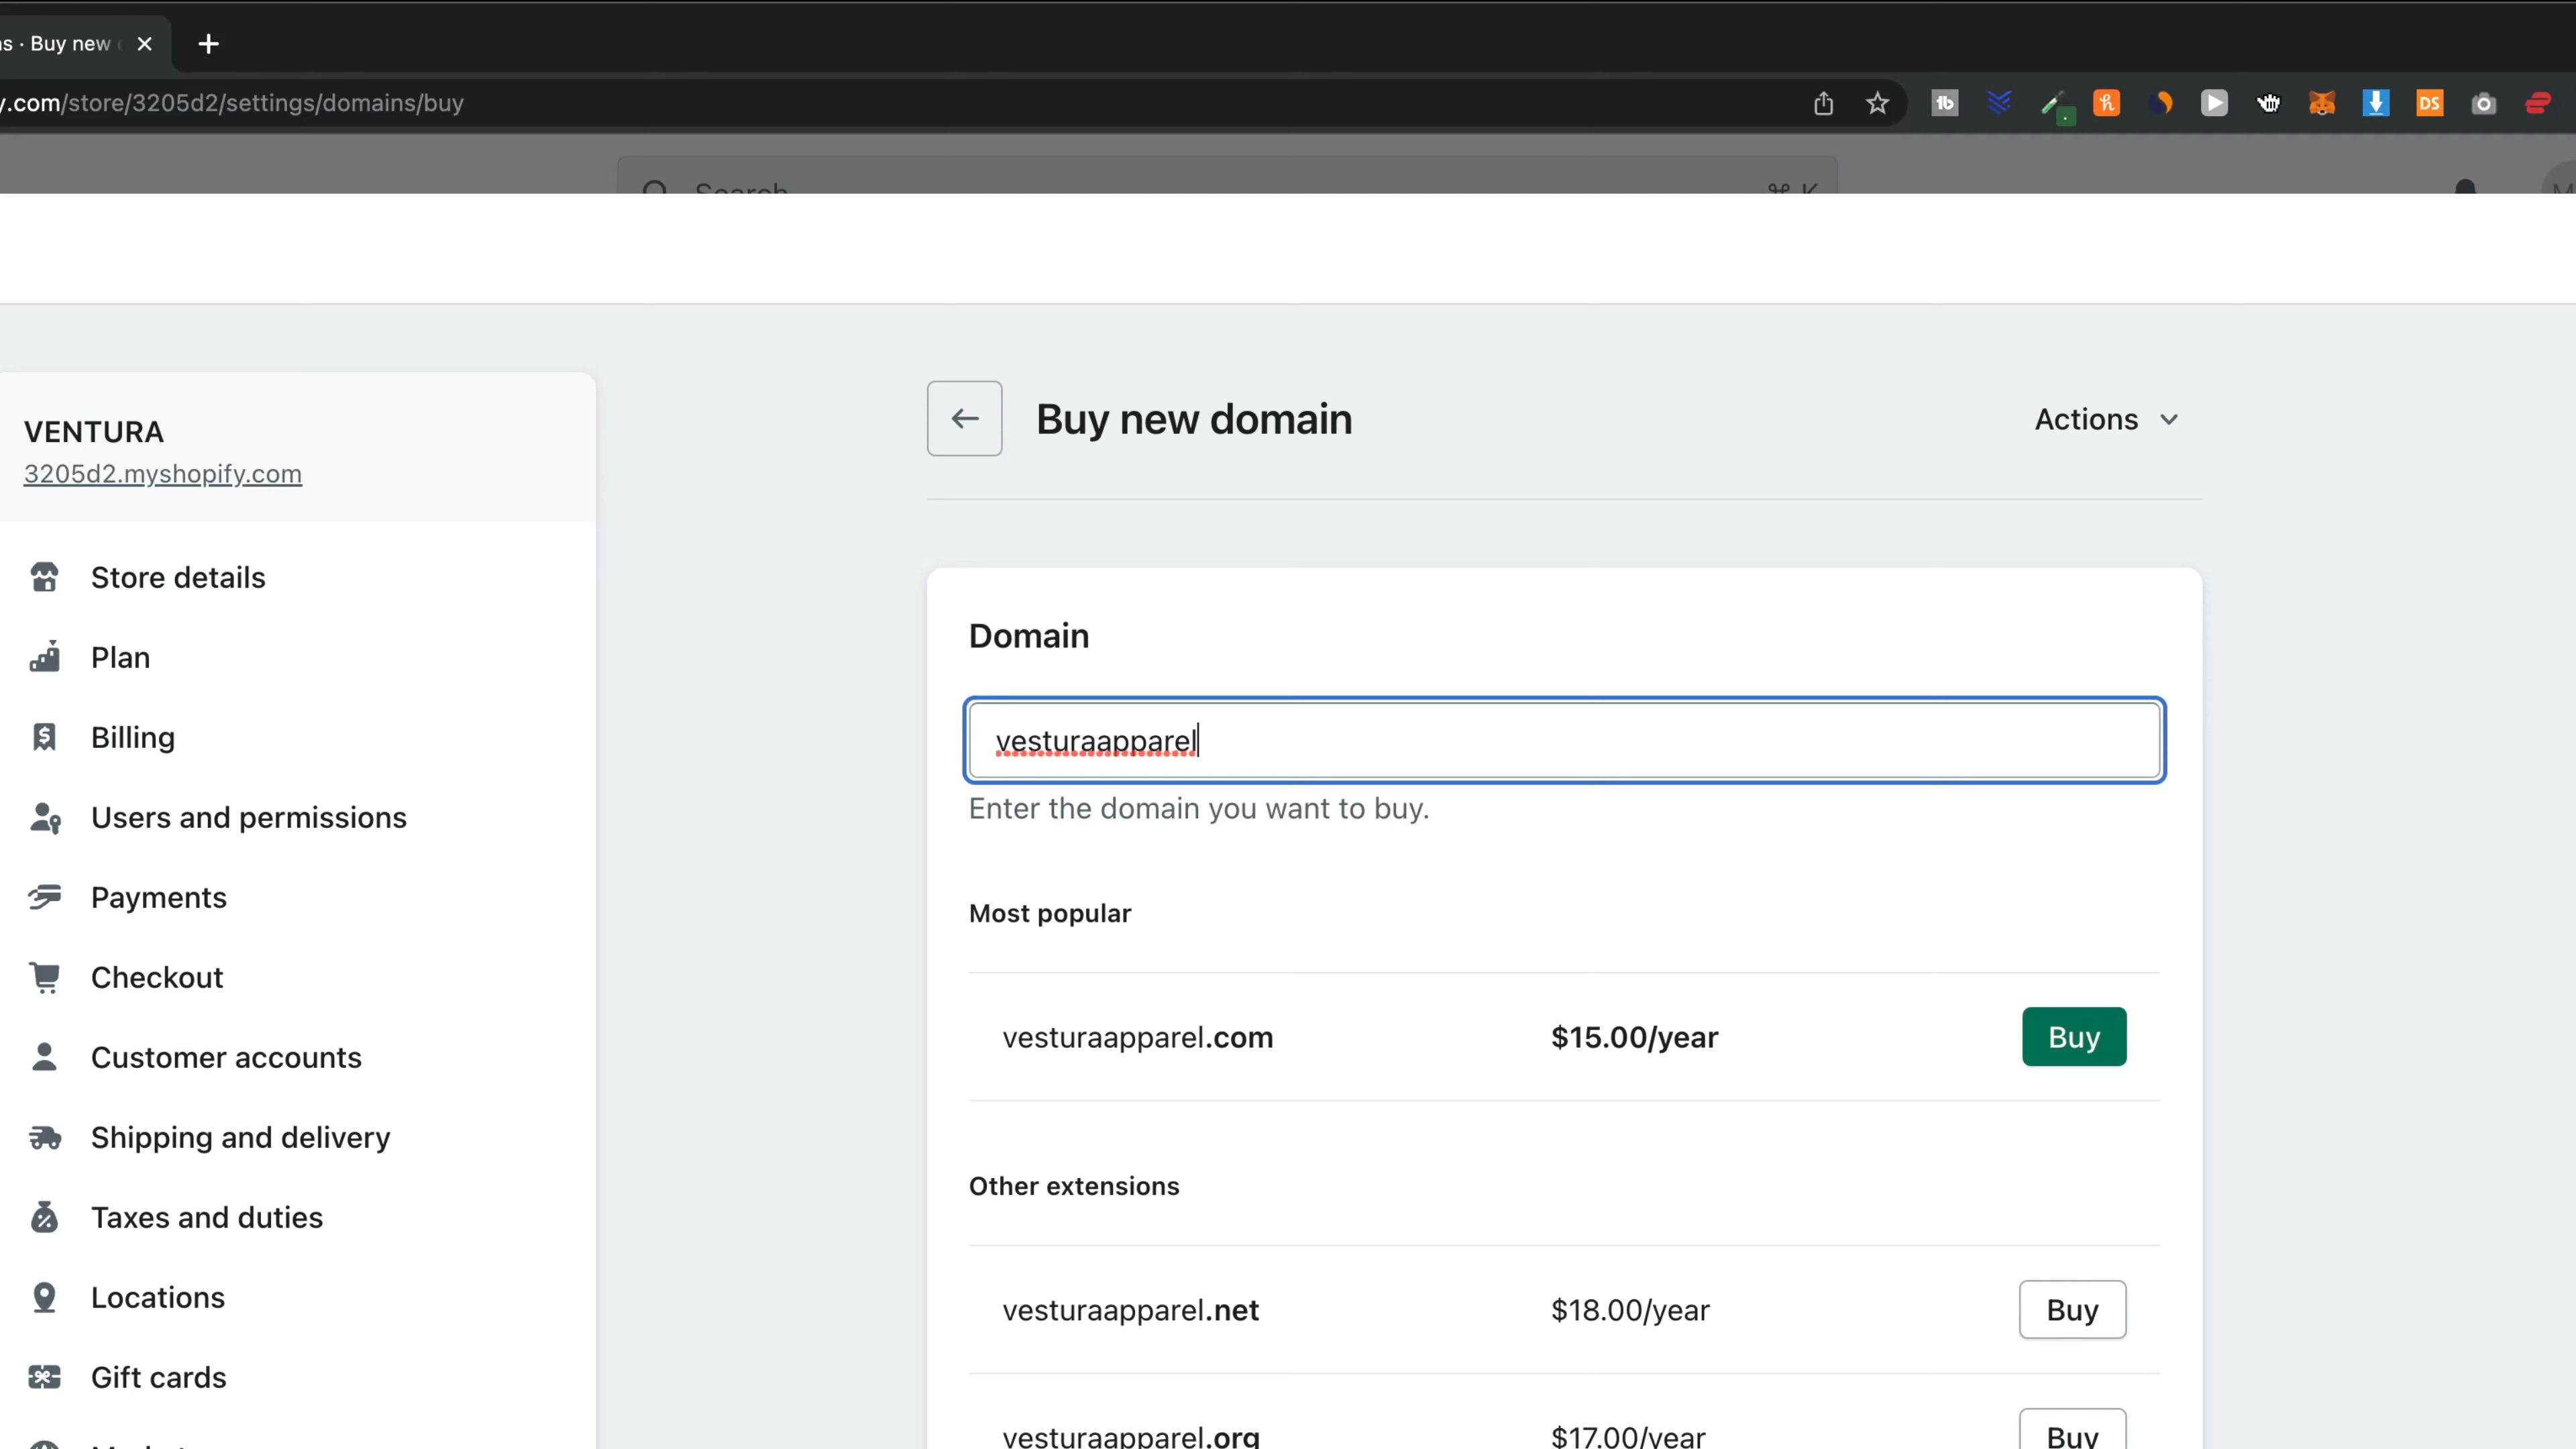 s · Buy new
y.com/store/3205d2/settings/domains/buy
Search
⌘ K
VENTURA
3205d2.myshopify.com
Store details
Plan
Billing
Users and permissions
Payments
Checkout
Customer accounts
Shipping and delivery
Taxes and duties
Locations
Gift cards
Buy new domain
Actions
Domain
vesturaapparel
Enter the domain you want to buy.
Most popular
vesturaapparel.com $15.00/year Buy
Other extensions
vesturaapparel.net $18.00/year Buy
vesturaapparel.org $17.00/year Buy